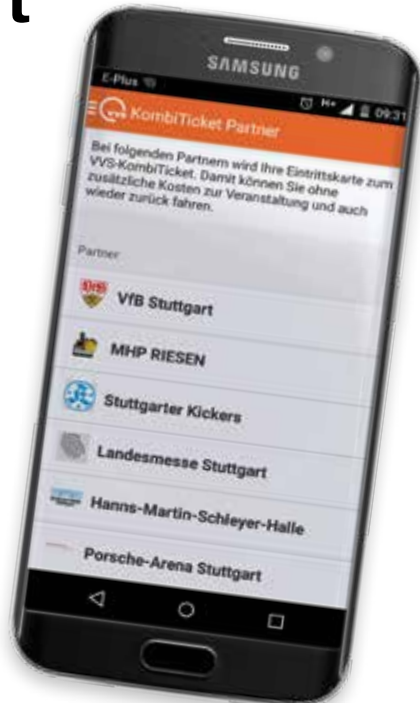 t
SAMSUNG
E-Plus H+ 09:31
VVS KombiTicket Partner
Bei folgenden Partnern wird Ihre Eintrittskarte zum
VVS-KombiTicket. Damit können Sie ohne
zusätzliche Kosten zur Veranstaltung und auch
wieder zurück fahren.
Partner
VfB Stuttgart
MHP RIESEN
Stuttgarter Kickers
Landesmesse Stuttgart
Hanns-Martin-Schleyer-Halle
Porsche-Arena Stuttgart